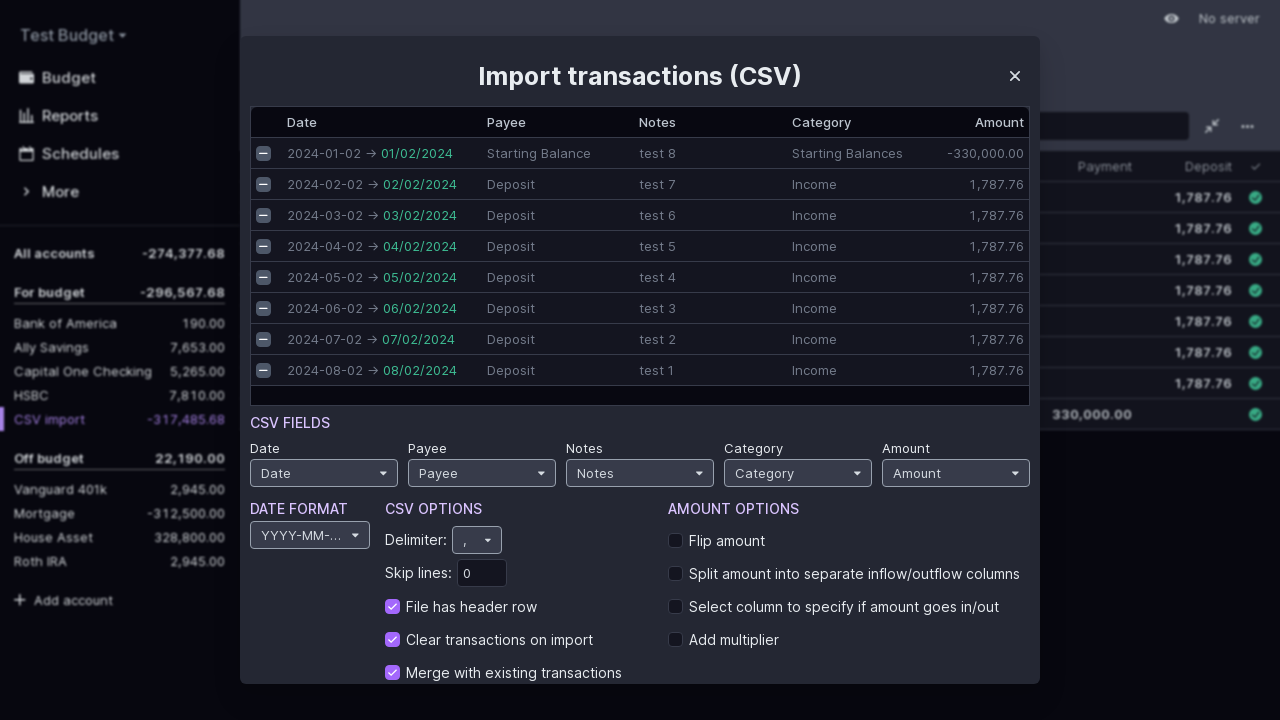 Test Budget
No server
Budget
Reports
Schedules
More
All accounts -274,377.68
For budget -296,567.68
Bank of America 190.00
Ally Savings 7,653.00
Capital One Checking 5,265.00
HSBC 7,810.00
CSV import -317,485.68
Off budget 22,190.00
Vanguard 401k 2,945.00
Mortgage -312,500.00
House Asset 328,800.00
Roth IRA 2,945.00
Add account
Import transactions (CSV)
Date Payee Notes Category Amount
2024-01-02 → 01/02/2024 Starting Balance test 8 Starting Balances -330,000.00
2024-02-02 → 02/02/2024 Deposit test 7 Income 1,787.76
2024-03-02 → 03/02/2024 Deposit test 6 Income 1,787.76
2024-04-02 → 04/02/2024 Deposit test 5 Income 1,787.76
2024-05-02 → 05/02/2024 Deposit test 4 Income 1,787.76
2024-06-02 → 06/02/2024 Deposit test 3 Income 1,787.76
2024-07-02 → 07/02/2024 Deposit test 2 Income 1,787.76
2024-08-02 → 08/02/2024 Deposit test 1 Income 1,787.76
CSV FIELDS
Date Payee Notes Category Amount
Date Payee Notes Category Amount
DATE FORMAT
YYYY-MM-...
CSV OPTIONS
Delimiter: ,
Skip lines: 0
File has header row
Clear transactions on import
Merge with existing transactions
AMOUNT OPTIONS
Flip amount
Split amount into separate inflow/outflow columns
Select column to specify if amount goes in/out
Add multiplier
Payment Deposit
1,787.76
1,787.76
1,787.76
1,787.76
1,787.76
1,787.76
1,787.76
330,000.00